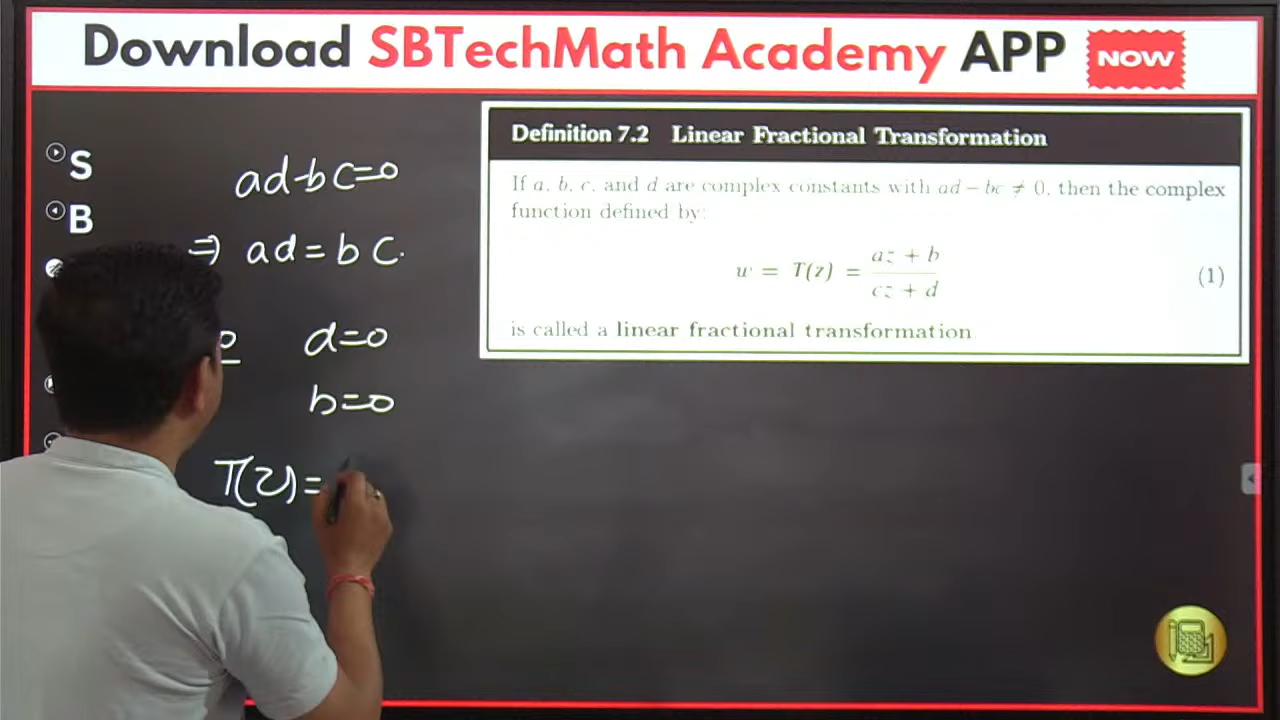 Download SBTechMath Academy APP NOW
S
B
ad-bc=0
⇒ ad=bc.
0 d=0
b=0
T(z)=
Definition 7.2 Linear Fractional Transformation
If a, b, c, and d are complex constants with ad − bc ≠ 0, then the complex
function defined by:
w = T(z) = az + b / cz + d (1)
is called a linear fractional transformation